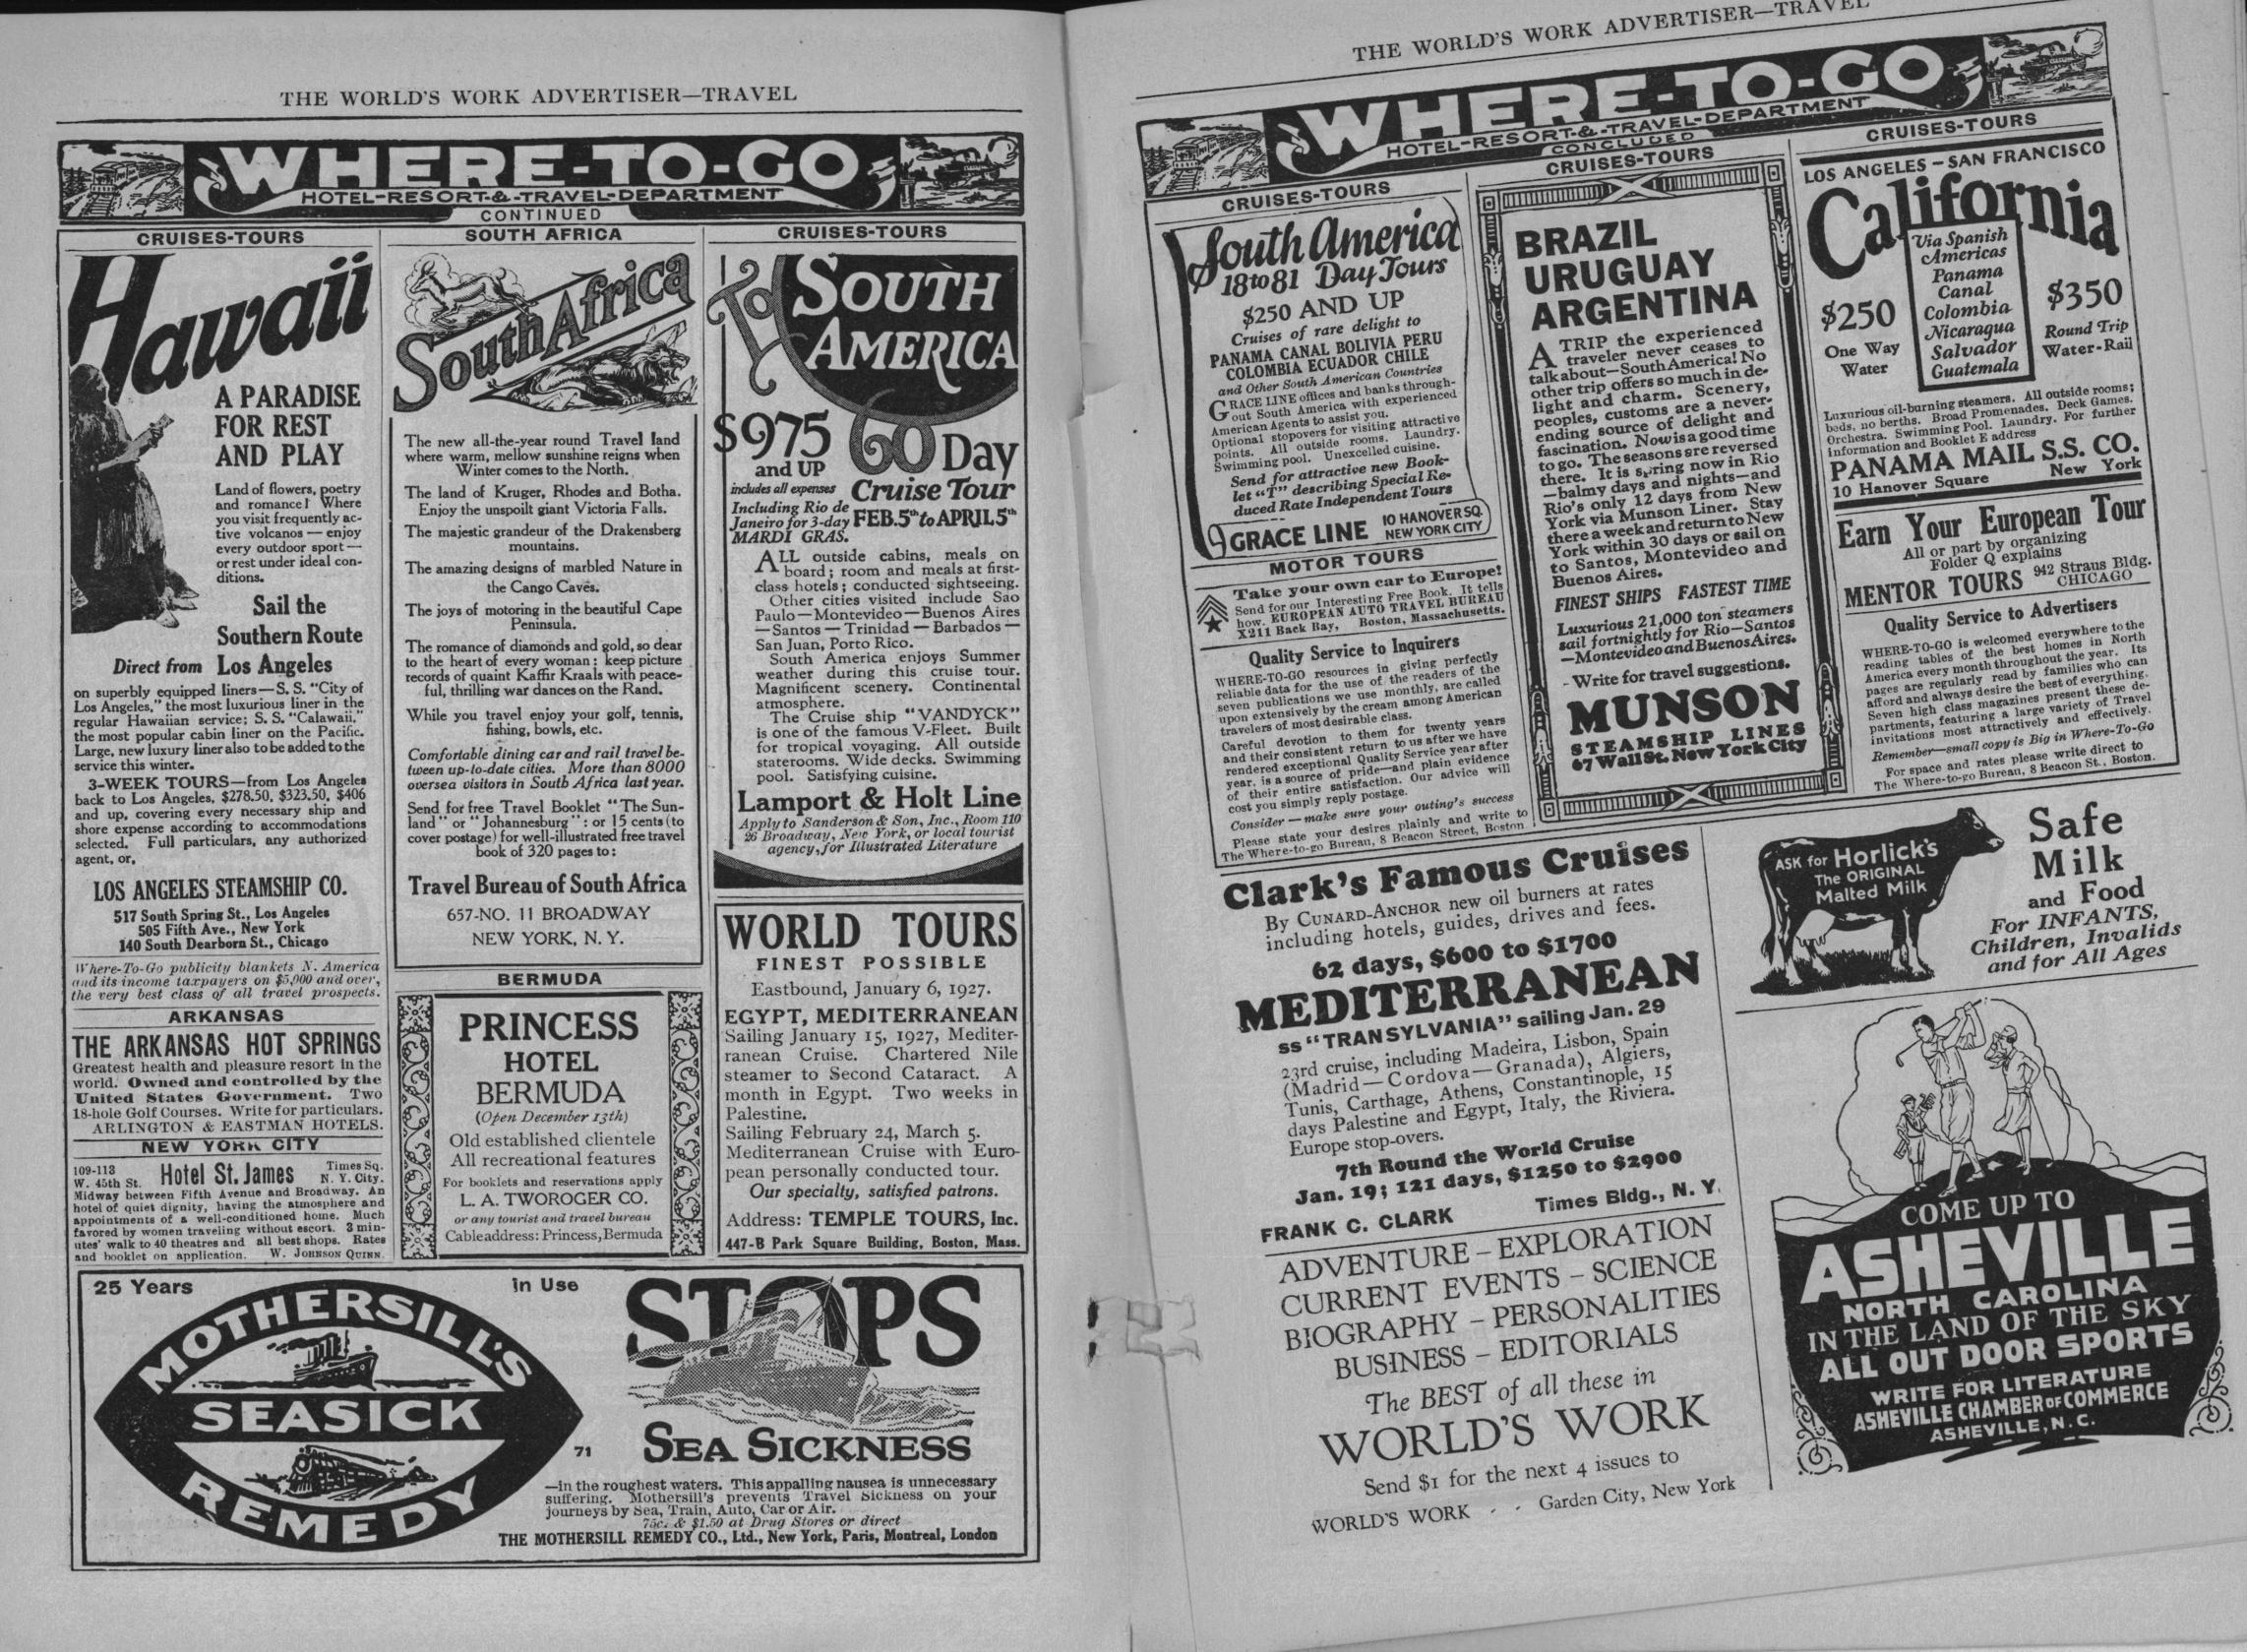 THE WORLD'S WORK ADVERTISER—TRAVEL
WHERE-TO-GO
HOTEL-RESORT-&-TRAVEL-DEPARTMENT
CONTINUED
CRUISES-TOURS
Hawaii
A PARADISE
FOR REST
AND PLAY
Land of flowers, poetry
and romance! Where
you visit frequently ac-
tive volcanos—enjoy
every outdoor sport—
or rest under ideal con-
ditions.
Sail the
Southern Route
Direct from Los Angeles
on superbly equipped liners—S. S. "City of
Los Angeles," the most luxurious liner in the
regular Hawaiian service; S. S. "Calawaii,"
the most popular cabin liner on the Pacific.
Large, new luxury liner also to be added to the
service this winter.
3-WEEK TOURS—from Los Angeles
back to Los Angeles, $278.50, $323.50, $406
and up, covering every necessary ship and
shore expense according to accommodations
selected. Full particulars, any authorized
agent, or,
LOS ANGELES STEAMSHIP CO.
517 South Spring St., Los Angeles
505 Fifth Ave., New York
140 South Dearborn St., Chicago
Where-To-Go publicity blankets N. America
and its income taxpayers on $5,000 and over,
the very best class of all travel prospects.
ARKANSAS
THE ARKANSAS HOT SPRINGS
Greatest health and pleasure resort in the
world. Owned and controlled by the
United States Government. Two
18-hole Golf Courses. Write for particulars.
ARLINGTON & EASTMAN HOTELS.
NEW YORK CITY
109-113
W. 45th St. Hotel St. James Times Sq.
N. Y. City.
Midway between Fifth Avenue and Broadway. An
hotel of quiet dignity, having the atmosphere and
appointments of a well-conditioned home. Much
favored by women traveling without escort. 3 min-
utes' walk to 40 theatres and all best shops. Rates
and booklet on application. W. JOHNSON QUINN.
SOUTH AFRICA
South Africa
The new all-the-year round Travel land
where warm, mellow sunshine reigns when
Winter comes to the North.
The land of Kruger, Rhodes and Botha.
Enjoy the unspoilt giant Victoria Falls.
The majestic grandeur of the Drakensberg
mountains.
The amazing designs of marbled Nature in
the Cango Caves.
The joys of motoring in the beautiful Cape
Peninsula.
The romance of diamonds and gold, so dear
to the heart of every woman; keep picture
records of quaint Kaffir Kraals with peace-
ful, thrilling war dances on the Rand.
While you travel enjoy your golf, tennis,
fishing, bowls, etc.
Comfortable dining car and rail travel be-
tween up-to-date cities. More than 8000
oversea visitors in South Africa last year.
Send for free Travel Booklet "The Sun-
land" or "Johannesburg"; or 15 cents (to
cover postage) for well-illustrated free travel
book of 320 pages to:
Travel Bureau of South Africa
657-NO. 11 BROADWAY
NEW YORK, N. Y.
BERMUDA
PRINCESS
HOTEL
BERMUDA
(Open December 13th)
Old established clientele
All recreational features
For booklets and reservations apply
L. A. TWOROGER CO.
or any tourist and travel bureau
Cable address: Princess, Bermuda
CRUISES-TOURS
To SOUTH
AMERICA
$975
and UP
includes all expenses
60 Day
Cruise Tour
Including Rio de
Janeiro for 3-day
MARDI GRAS.
FEB. 5th to APRIL 5th
ALL outside cabins, meals on
board; room and meals at first-
class hotels; conducted sightseeing.
Other cities visited include Sao
Paulo—Montevideo—Buenos Aires
—Santos—Trinidad—Barbados—
San Juan, Porto Rico.
South America enjoys Summer
weather during this cruise tour.
Magnificent scenery. Continental
atmosphere.
The Cruise ship "VANDYCK"
is one of the famous V-Fleet. Built
for tropical voyaging. All outside
staterooms. Wide decks. Swimming
pool. Satisfying cuisine.
Lamport & Holt Line
Apply to Sanderson & Son, Inc., Room 110
26 Broadway, New York, or local tourist
agency, for Illustrated Literature
WORLD TOURS
FINEST POSSIBLE
Eastbound, January 6, 1927.
EGYPT, MEDITERRANEAN
Sailing January 15, 1927, Mediter-
ranean Cruise. Chartered Nile
steamer to Second Cataract. A
month in Egypt. Two weeks in
Palestine.
Sailing February 24, March 5.
Mediterranean Cruise with Euro-
pean personally conducted tour.
Our specialty, satisfied patrons.
Address: TEMPLE TOURS, Inc.
447-B Park Square Building, Boston, Mass.
25 Years in Use
MOTHERSILL'S
SEASICK
REMEDY
STOPS
71 SEA SICKNESS
—in the roughest waters. This appalling nausea is unnecessary
suffering. Mothersill's prevents Travel Sickness on your
journeys by Sea, Train, Auto, Car or Air.
75c. & $1.50 at Drug Stores or direct
THE MOTHERSILL REMEDY CO., Ltd., New York, Paris, Montreal, London
THE WORLD'S WORK ADVERTISER—TRAVEL
WHERE-TO-GO
HOTEL-RESORT-&-TRAVEL-DEPARTMENT
CONCLUDED
CRUISES-TOURS
South America
18 to 81 Day Tours
$250 AND UP
Cruises of rare delight to
PANAMA CANAL BOLIVIA PERU
COLOMBIA ECUADOR CHILE
and Other South American Countries
GRACE LINE offices and banks through-
out South America with experienced
American Agents to assist you.
Optional stopovers for visiting attractive
points. All outside rooms. Laundry.
Swimming pool. Unexcelled cuisine.
Send for attractive new Book-
let "T" describing Special Re-
duced Rate Independent Tours
GRACE LINE 10 HANOVER SQ.
NEW YORK CITY
MOTOR TOURS
Take your own car to Europe!
Send for our Interesting Free Book. It tells
how. EUROPEAN AUTO TRAVEL BUREAU
X211 Back Bay, Boston, Massachusetts.
Quality Service to Inquirers
WHERE-TO-GO resources in giving perfectly
reliable data for the use of the readers of the
seven publications we use monthly, are called
upon extensively by the cream among American
travelers of most desirable class.
Careful devotion to them for twenty years
and their consistent return to us after we have
rendered exceptional Quality Service year after
year, is a source of pride—and plain evidence
of their entire satisfaction. Our advice will
cost you simply reply postage.
Consider—make sure your outing's success
Please state your desires plainly and write to
The Where-to-go Bureau, 8 Beacon Street, Boston
CRUISES-TOURS
BRAZIL
URUGUAY
ARGENTINA
A TRIP the experienced
traveler never ceases to
talk about—South America! No
other trip offers so much in de-
light and charm. Scenery,
peoples, customs are a never-
ending source of delight and
fascination. Now is a good time
to go. The seasons are reversed
there. It is spring now in Rio
—balmy days and nights—and
Rio's only 12 days from New
York via Munson Liner. Stay
there a week and return to New
York within 30 days or sail on
to Santos, Montevideo and
Buenos Aires.
FINEST SHIPS FASTEST TIME
Luxurious 21,000 ton steamers
sail fortnightly for Rio—Santos
—Montevideo and Buenos Aires.
Write for travel suggestions.
MUNSON
STEAMSHIP LINES
67 Wall St. New York City
CRUISES-TOURS
LOS ANGELES – SAN FRANCISCO
California
Via Spanish
Americas
Panama
Canal
Colombia
Nicaragua
Salvador
Guatemala
$250
One Way
Water
$350
Round Trip
Water-Rail
Luxurious oil-burning steamers. All outside rooms;
beds, no berths. Broad Promenades. Deck Games.
Orchestra. Swimming Pool. Laundry. For further
information and Booklet E address
PANAMA MAIL S.S. CO.
10 Hanover Square New York
Earn Your European Tour
All or part by organizing
Folder Q explains
MENTOR TOURS 942 Straus Bldg.
CHICAGO
Quality Service to Advertisers
WHERE-TO-GO is welcomed everywhere to the
reading tables of the best homes in North
America every month throughout the year. Its
pages are regularly read by families who can
afford and always desire the best of everything.
Seven high class magazines present these de-
partments, featuring a large variety of Travel
invitations most attractively and effectively.
Remember—small copy is Big in Where-To-Go
For space and rates please write direct to
The Where-to-go Bureau, 8 Beacon St., Boston.
Clark's Famous Cruises
By CUNARD-ANCHOR new oil burners at rates
including hotels, guides, drives and fees.
62 days, $600 to $1700
MEDITERRANEAN
ss "TRANSYLVANIA" sailing Jan. 29
23rd cruise, including Madeira, Lisbon, Spain
(Madrid—Cordova—Granada), Algiers,
Tunis, Carthage, Athens, Constantinople, 15
days Palestine and Egypt, Italy, the Riviera.
Europe stop-overs.
7th Round the World Cruise
Jan. 19; 121 days, $1250 to $2900
FRANK C. CLARK Times Bldg., N. Y.
ADVENTURE – EXPLORATION
CURRENT EVENTS – SCIENCE
BIOGRAPHY – PERSONALITIES
BUSINESS – EDITORIALS
The BEST of all these in
WORLD'S WORK
Send $1 for the next 4 issues to
WORLD'S WORK - - Garden City, New York
ASK for Horlick's
The ORIGINAL
Malted Milk
Safe
Milk
and Food
For INFANTS,
Children, Invalids
and for All Ages
COME UP TO
ASHEVILLE
NORTH CAROLINA
IN THE LAND OF THE SKY
ALL OUT DOOR SPORTS
WRITE FOR LITERATURE
ASHEVILLE CHAMBER OF COMMERCE
ASHEVILLE, N. C.